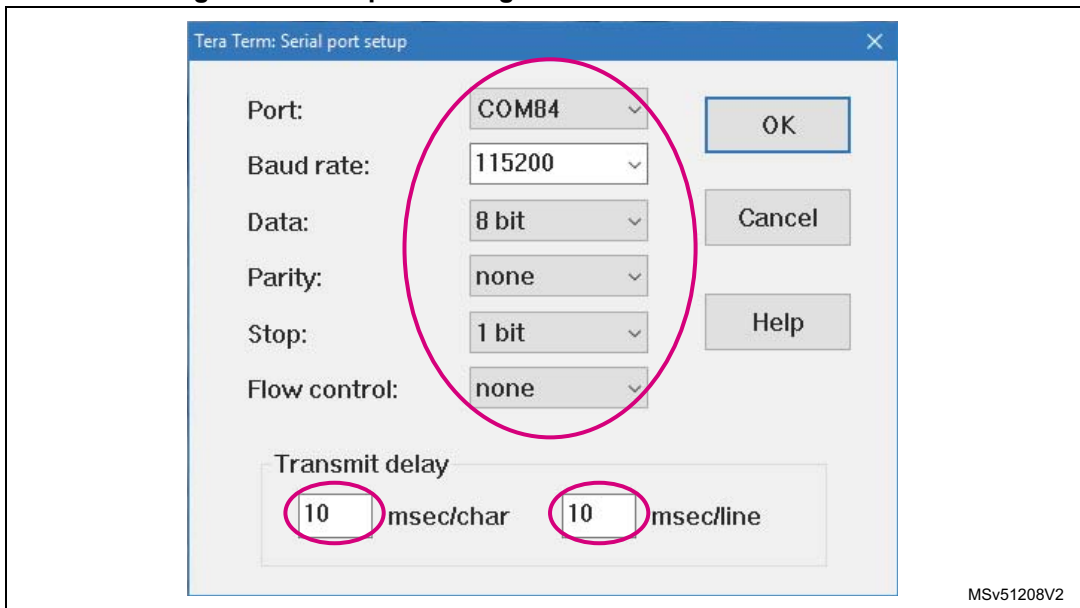 Tera Term: Serial port setup
Port: COM84 OK
Baud rate: 115200
Data: 8 bit Cancel
Parity: none
Stop: 1 bit Help
Flow control: none
Transmit delay
10 msec/char 10 msec/line
MSv51208V2